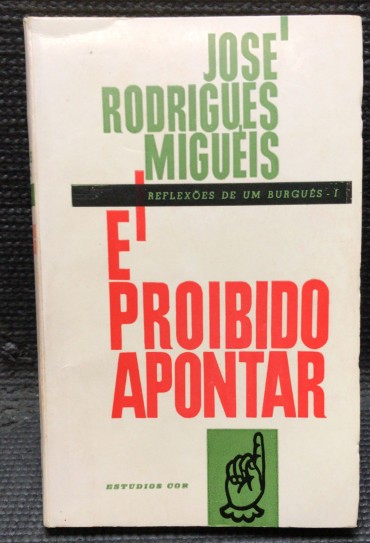 JOSÉ
RODRIGUES
MIGUÉIS
REFLEXÕES DE UM BURGUÊS - I
É
PROIBIDO
APONTAR
ESTUDIOS COR